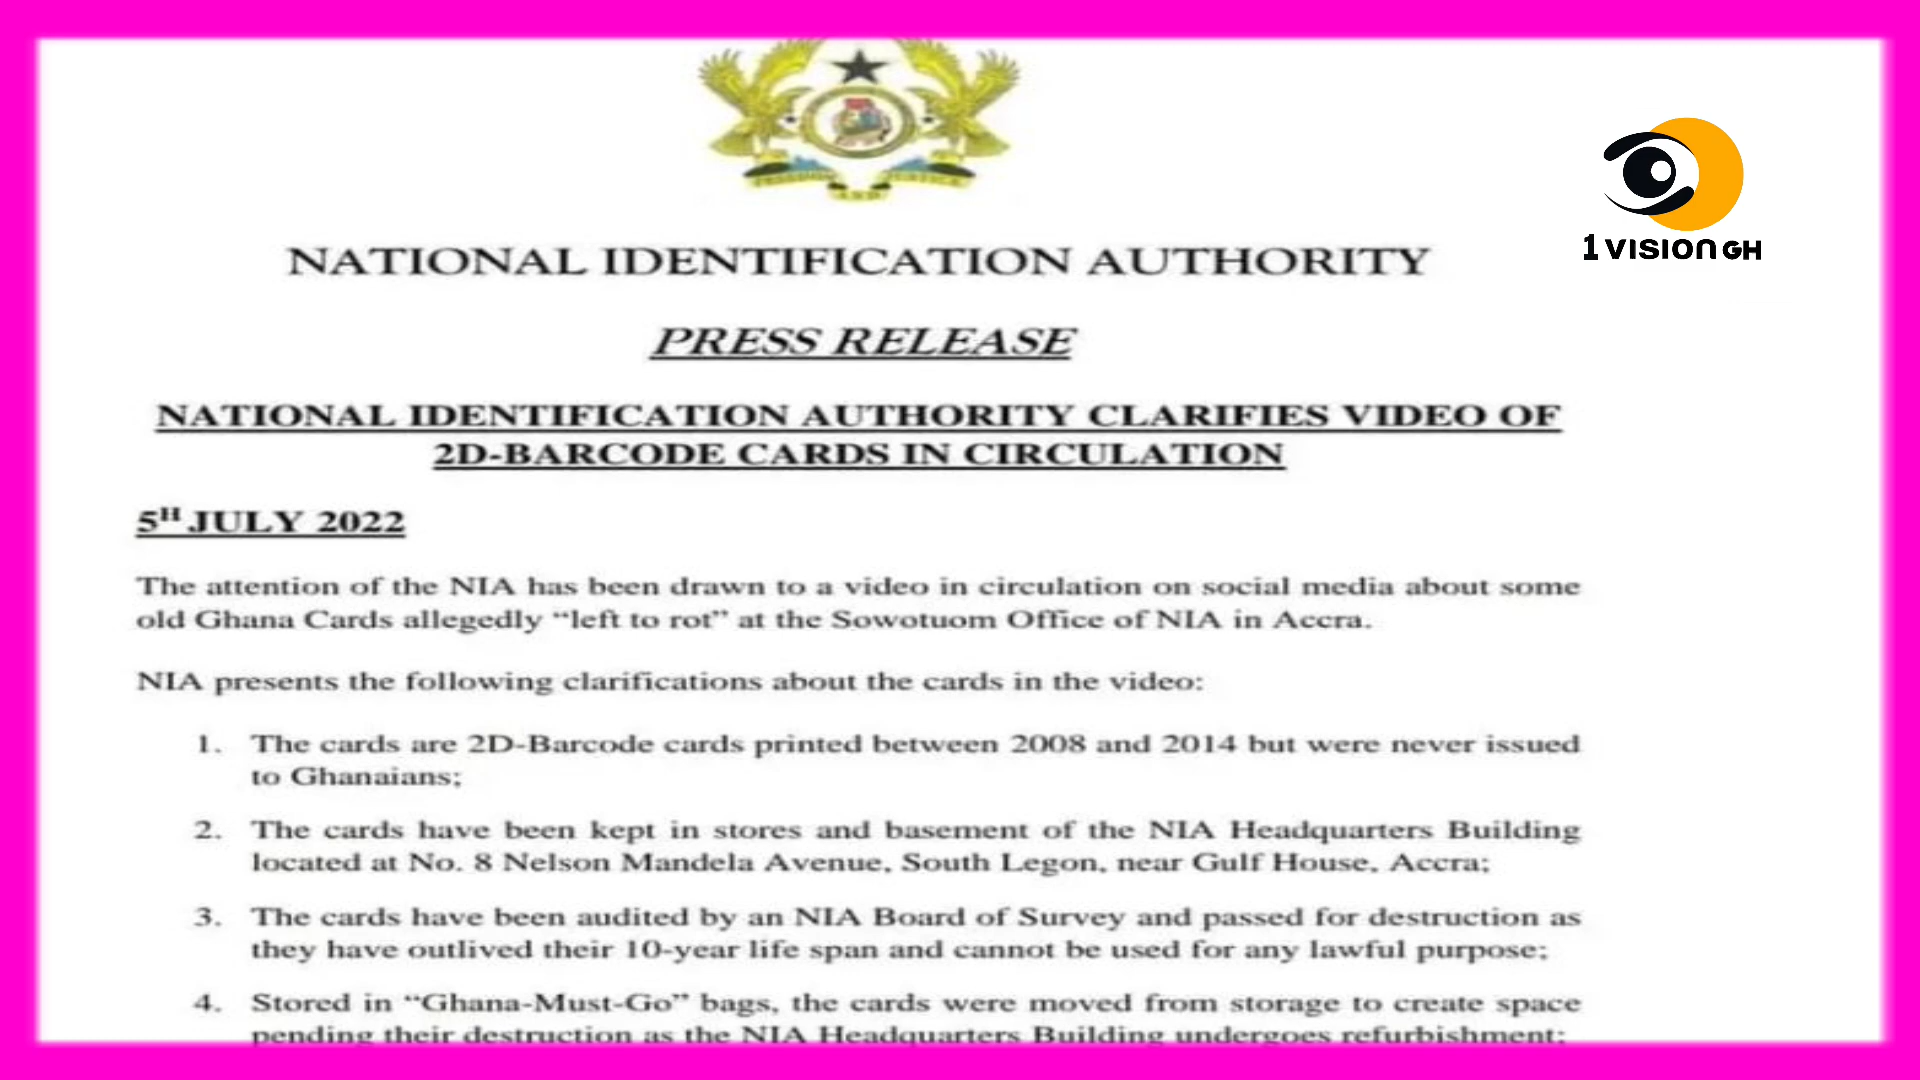 FREEDOM AND JUSTICE
1 VISION GH
NATIONAL IDENTIFICATION AUTHORITY
PRESS RELEASE
NATIONAL IDENTIFICATION AUTHORITY CLARIFIES VIDEO OF
2D-BARCODE CARDS IN CIRCULATION
5H JULY 2022
The attention of the NIA has been drawn to a video in circulation on social media about some
old Ghana Cards allegedly “left to rot” at the Sowotuom Office of NIA in Accra.
NIA presents the following clarifications about the cards in the video:
1. The cards are 2D-Barcode cards printed between 2008 and 2014 but were never issued
to Ghanaians;
2. The cards have been kept in stores and basement of the NIA Headquarters Building
located at No. 8 Nelson Mandela Avenue, South Legon, near Gulf House, Accra;
3. The cards have been audited by an NIA Board of Survey and passed for destruction as
they have outlived their 10-year life span and cannot be used for any lawful purpose;
4. Stored in “Ghana-Must-Go” bags, the cards were moved from storage to create space
pending their destruction as the NIA Headquarters Building undergoes refurbishment;